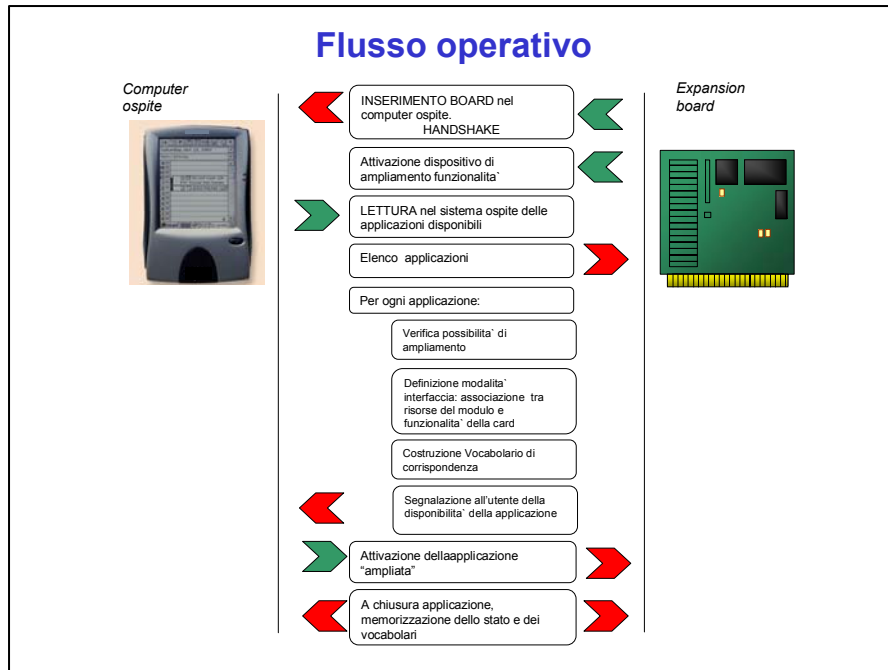 Flusso operativo
Computer
ospite
Expansion
board
INSERIMENTO BOARD nel
computer ospite.
HANDSHAKE
Attivazione dispositivo di
ampliamento funzionalita`
LETTURA nel sistema ospite delle
applicazioni disponibili
Elenco applicazioni
Per ogni applicazione:
Verifica possibilita` di
ampliamento
Definizione modalita`
interfaccia: associazione tra
risorse del modulo e
funzionalita` della card
Costruzione Vocabolario di
corrispondenza
Segnalazione all'utente della
disponibilita` della applicazione
Attivazione dellaapplicazione
“ampliata”
A chiusura applicazione,
memorizzazione dello stato e dei
vocabolari